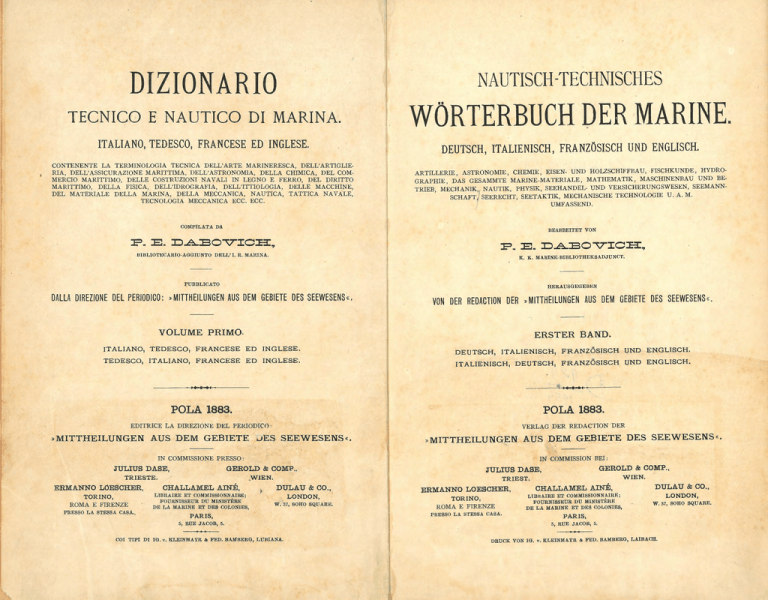 DIZIONARIO
TECNICO E NAUTICO DI MARINA.
ITALIANO, TEDESCO, FRANCESE ED INGLESE.
CONTENENTE LA TERMINOLOGIA TECNICA DELL'ARTE MARINERESCA, DELL'ARTIGLIE-
RIA, DELL'ASSICURAZIONE MARITTIMA, DELL'ASTRONOMIA, DELLA CHIMICA, DEL COM-
MERCIO MARITTIMO, DELLE COSTRUZIONI NAVALI IN LEGNO E FERRO, DEL DIRITTO
MARITTIMO, DELLA FISICA, DELL'IDROGRAFIA, DELL'ITTIOLOGIA, DELLE MACCHINE,
DEL MATERIALE DELLA MARINA, DELLA MECCANICA, NAUTICA, TATTICA NAVALE,
TECNOLOGIA MECCANICA ECC. ECC.
COMPILATA DA
P. E. DABOVICH,
BIBLIOTECARIO-AGGIUNTO DELL' I. R. MARINA.
PUBBLICATO
DALLA DIREZIONE DEL PERIODICO: »MITTHEILUNGEN AUS DEM GEBIETE DES SEEWESENS«.
VOLUME PRIMO.
ITALIANO, TEDESCO, FRANCESE ED INGLESE.
TEDESCO, ITALIANO, FRANCESE ED INGLESE.
POLA 1883.
EDITRICE LA DIREZIONE DEL PERIODICO
»MITTHEILUNGEN AUS DEM GEBIETE DES SEEWESENS«.
IN COMMISSIONE PRESSO:
JULIUS DASE, GEROLD & COMP.,
TRIESTE. WIEN.
ERMANNO LOESCHER, CHALLAMEL AINÉ, DULAU & CO.,
TORINO, LIBRAIRE ET COMMISSIONNAIRE; LONDON,
ROMA E FIRENZE FOURNISSEUR DU MINISTÈRE W. 37, SOHO SQUARE.
PRESSO LA STESSA CASA, DE LA MARINE ET DES COLONIES,
PARIS,
5, RUE JACOB, 5.
COI TIPI DI IG. v. KLEINMAYR & FED. BAMBERG, LUBIANA.
NAUTISCH-TECHNISCHES
WÖRTERBUCH DER MARINE.
DEUTSCH, ITALIENISCH, FRANZÖSISCH UND ENGLISCH.
ARTILLERIE, ASTRONOMIE, CHEMIE, EISEN- UND HOLZSCHIFFBAU, FISCHKUNDE, HYDRO-
GRAPHIE, DAS GESAMMTE MARINE-MATERIALE, MATHEMATIK, MASCHINENBAU UND BE-
TRIEB, MECHANIK, NAUTIK, PHYSIK, SEEHANDEL- UND VERSICHERUNGSWESEN, SEEMANN-
SCHAFT, SEERECHT, SEETAKTIK, MECHANISCHE TECHNOLOGIE U. A. M.
UMFASSEND.
BEARBEITET VON
P. E. DABOVICH,
K. K. MARINE-BIBLIOTHEKSADJUNCT.
HERAUSGEGEBEN
VON DER REDACTION DER »MITTHEILUNGEN AUS DEM GEBIETE DES SEEWESENS«.
ERSTER BAND.
DEUTSCH, ITALIENISCH, FRANZÖSISCH UND ENGLISCH.
ITALIENISCH, DEUTSCH, FRANZÖSISCH UND ENGLISCH.
POLA 1883.
VERLAG DER REDACTION DER
»MITTHEILUNGEN AUS DEM GEBIETE DES SEEWESENS«.
IN COMMISSION BEI:
JULIUS DASE, GEROLD & COMP.,
TRIEST. WIEN.
ERMANNO LOESCHER, CHALLAMEL AINÉ, DULAU & CO.,
TORINO, LIBRAIRE ET COMMISSIONNAIRE; LONDON,
ROMA E FIRENZE FOURNISSEUR DU MINISTÈRE W. 37, SOHO SQUARE.
PRESSO LA STESSA CASA. DE LA MARINE ET DES COLONIES,
PARIS,
5, RUE JACOB, 5.
DRUCK VON IG. v. KLEINMAYR & FED. BAMBERG, LAIBACH.